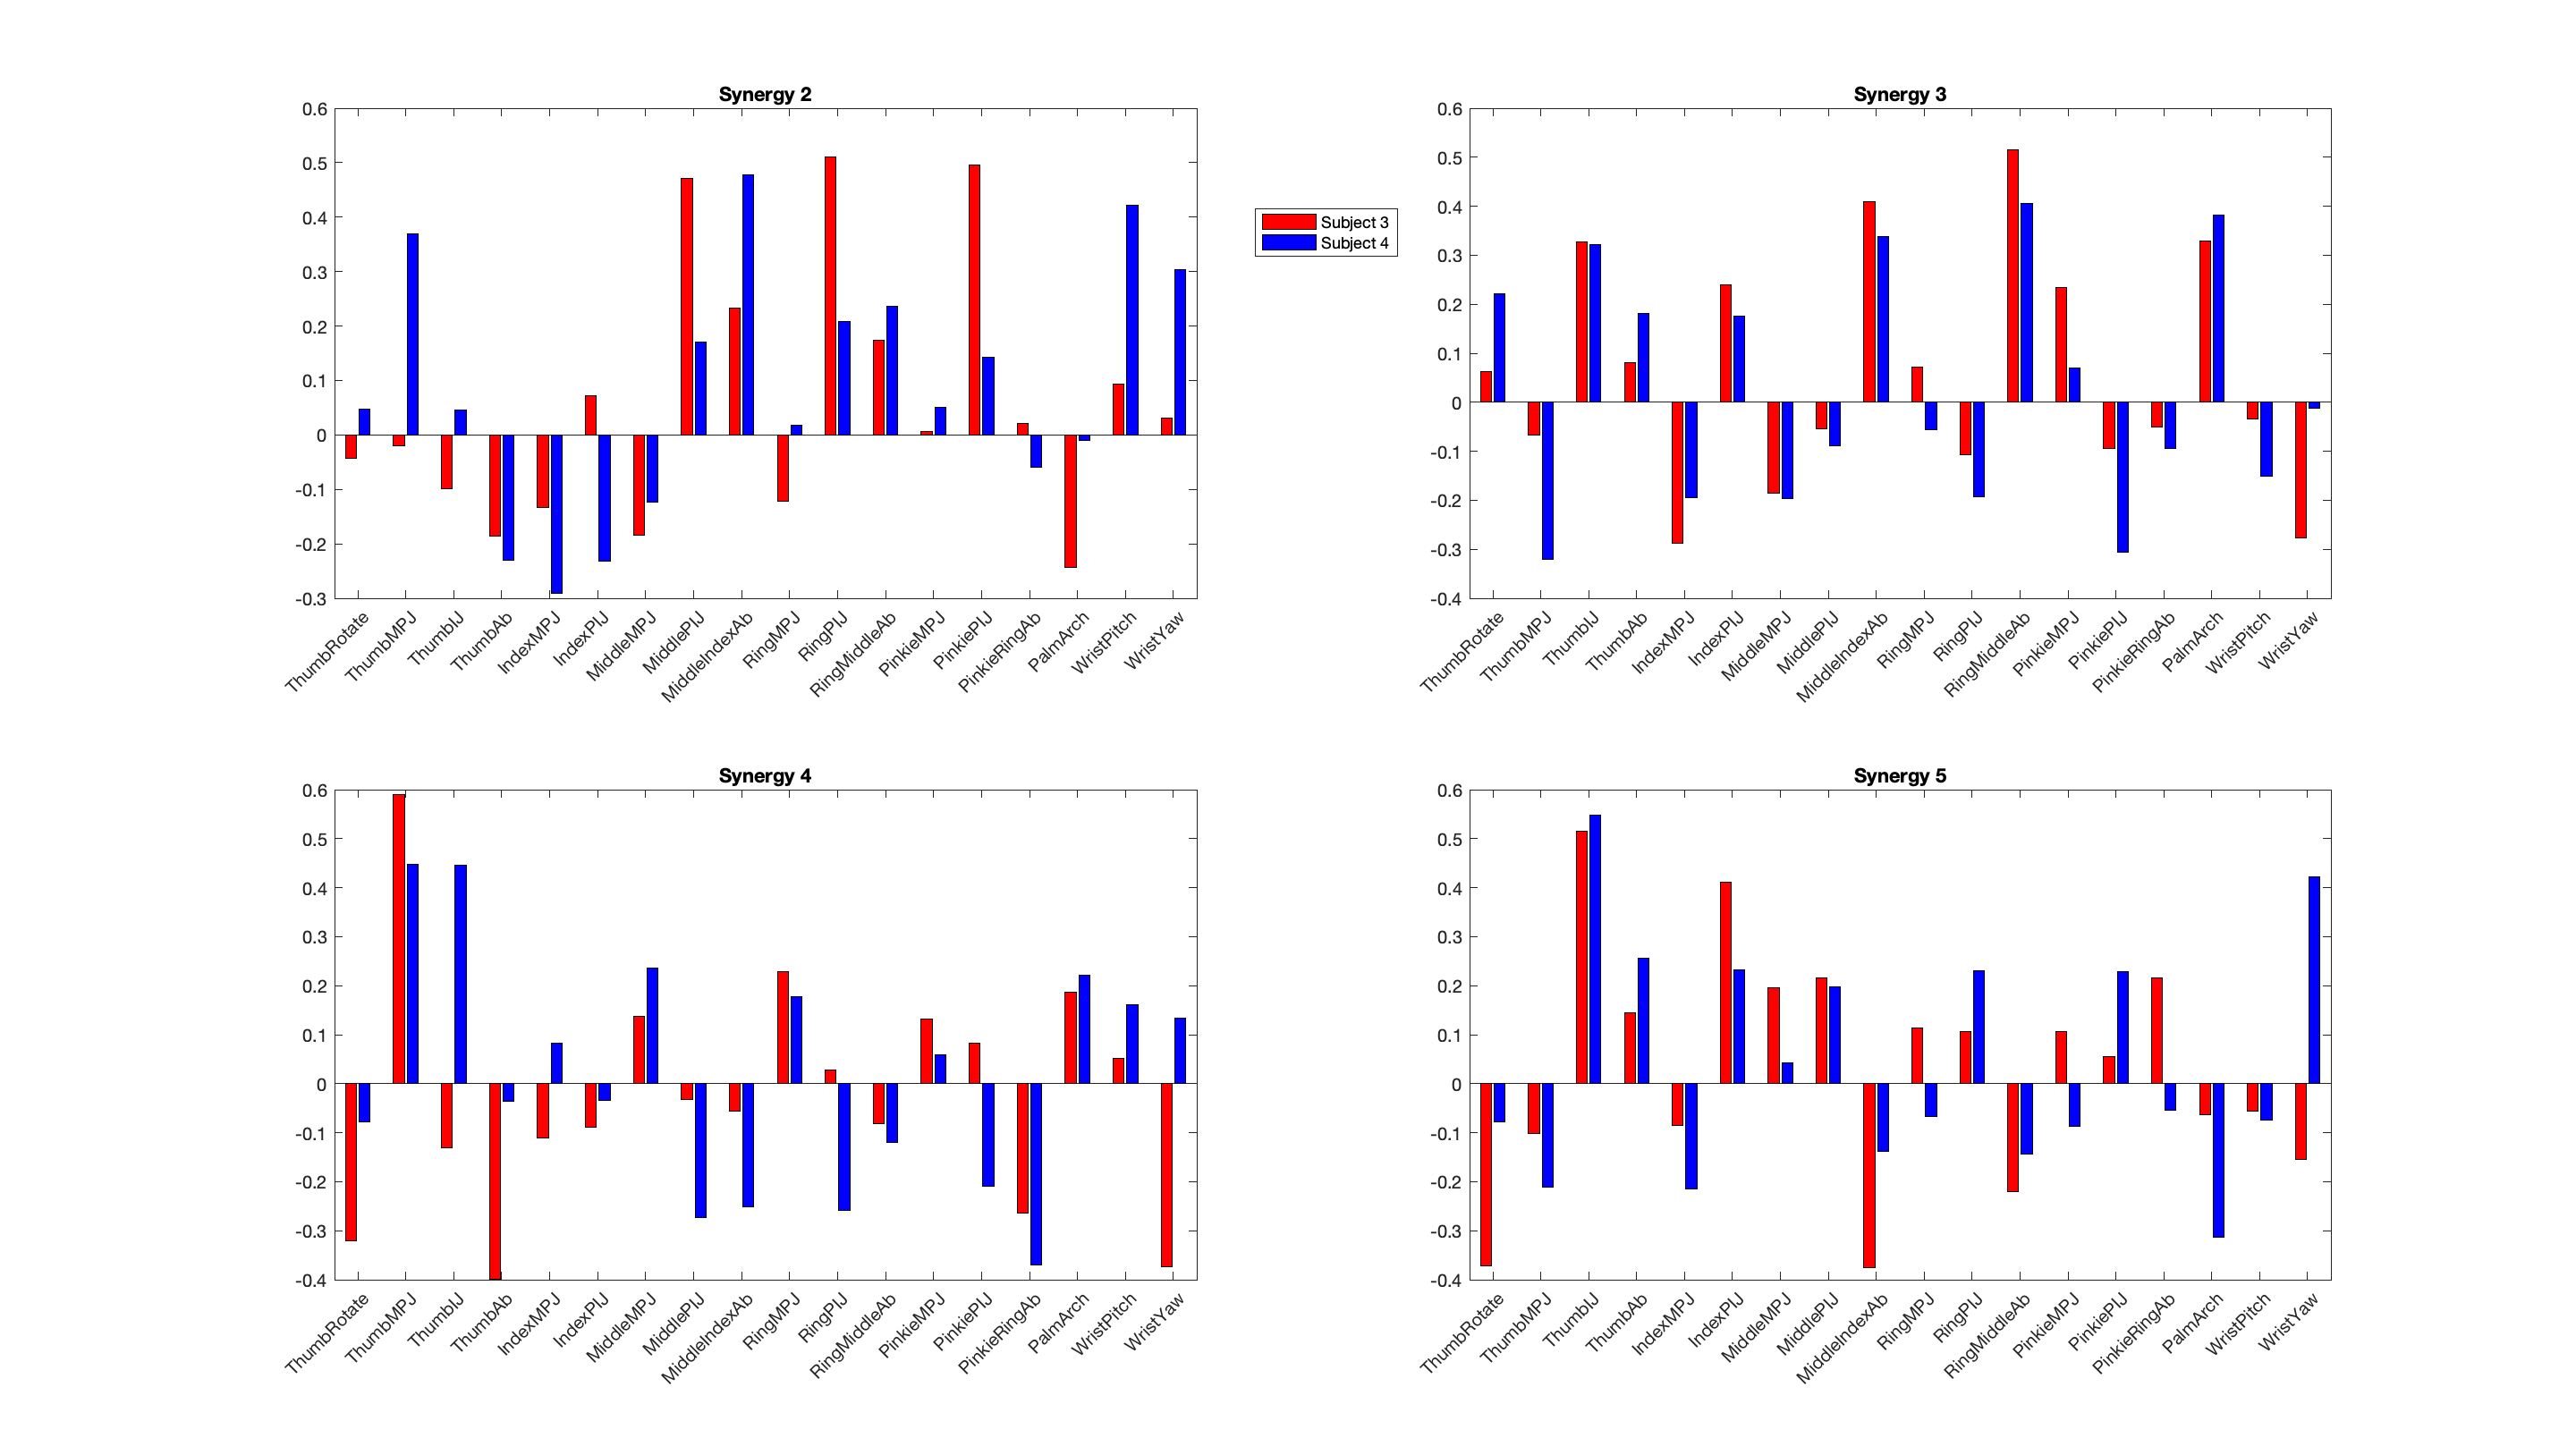 Synergy 2
0.6
0.5
0.4
0.3
0.2
0.1
0
-0.1
-0.2
-0.3
ThumbRotate
ThumbMPJ
ThumbIJ
ThumbAb
IndexMPJ
IndexPIJ
MiddleMPJ
MiddlePIJ
MiddleIndexAb
RingMPJ
RingPIJ
RingMiddleAb
PinkieMPJ
PinkiePIJ
PinkieRingAb
PalmArch
WristPitch
WristYaw
Subject 3
Subject 4
Synergy 3
0.6
0.5
0.4
0.3
0.2
0.1
0
-0.1
-0.2
-0.3
-0.4
ThumbRotate
ThumbMPJ
ThumbIJ
ThumbAb
IndexMPJ
IndexPIJ
MiddleMPJ
MiddlePIJ
MiddleIndexAb
RingMPJ
RingPIJ
RingMiddleAb
PinkieMPJ
PinkiePIJ
PinkieRingAb
PalmArch
WristPitch
WristYaw
Synergy 4
0.6
0.5
0.4
0.3
0.2
0.1
0
-0.1
-0.2
-0.3
-0.4
ThumbRotate
ThumbMPJ
ThumbIJ
ThumbAb
IndexMPJ
IndexPIJ
MiddleMPJ
MiddlePIJ
MiddleIndexAb
RingMPJ
RingPIJ
RingMiddleAb
PinkieMPJ
PinkiePIJ
PinkieRingAb
PalmArch
WristPitch
WristYaw
Synergy 5
0.6
0.5
0.4
0.3
0.2
0.1
0
-0.1
-0.2
-0.3
-0.4
ThumbRotate
ThumbMPJ
ThumbIJ
ThumbAb
IndexMPJ
IndexPIJ
MiddleMPJ
MiddlePIJ
MiddleIndexAb
RingMPJ
RingPIJ
RingMiddleAb
PinkieMPJ
PinkiePIJ
PinkieRingAb
PalmArch
WristPitch
WristYaw